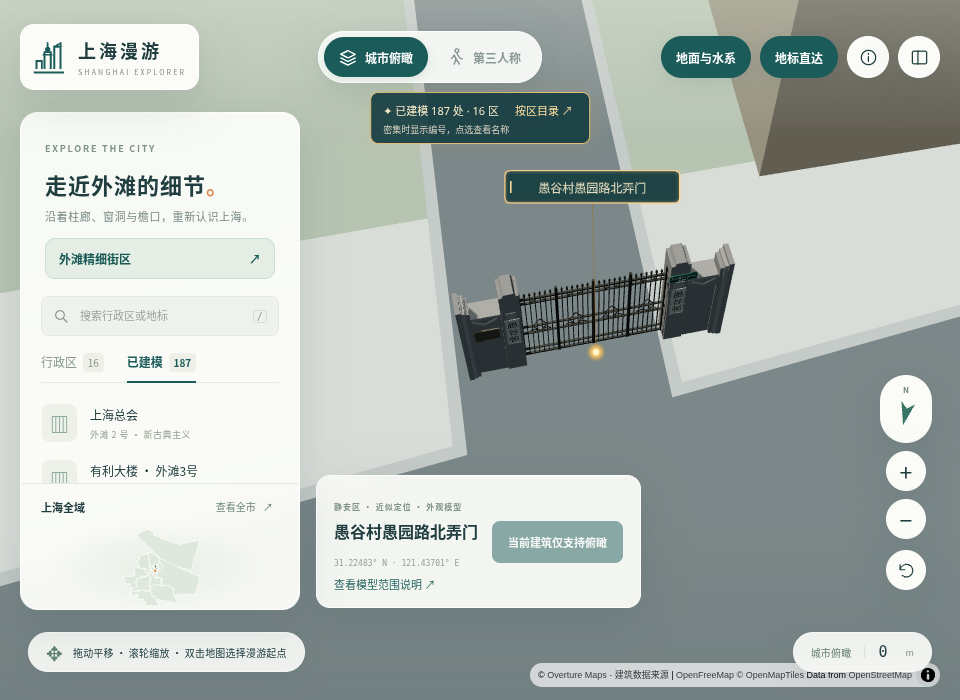 上海漫游
SHANGHAI EXPLORER
城市俯瞰
第三人称
地面与水系
地标直达
✦ 已建模 187 处 · 16 区 按区目录 ↗
密集时显示编号，点选查看名称
EXPLORE THE CITY
走近外滩的细节。
沿着柱廊、窗洞与檐口，重新认识上海。
外滩精细街区 ↗
搜索行政区或地标 /
行政区 16 已建模 187
上海总会
外滩 2 号 · 新古典主义
有利大楼 · 外滩3号
上海全域 查看全市 ↗
愚谷村愚园路北弄门
愚谷村
愚谷村
静安区 · 近似定位 · 外观模型
愚谷村愚园路北弄门
31.22483° N · 121.43701° E
查看模型范围说明 ↗
当前建筑仅支持俯瞰
N
+
−
拖动平移 · 滚轮缩放 · 双击地图选择漫游起点
城市俯瞰 0 m
© Overture Maps · 建筑数据来源 | OpenFreeMap © OpenMapTiles Data from OpenStreetMap